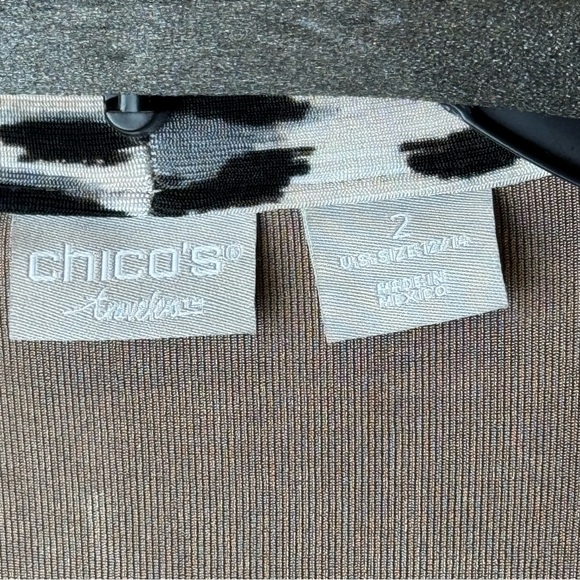 chico's®
travelers™
2
U.S. SIZE 12/14
MADE IN
MEXICO